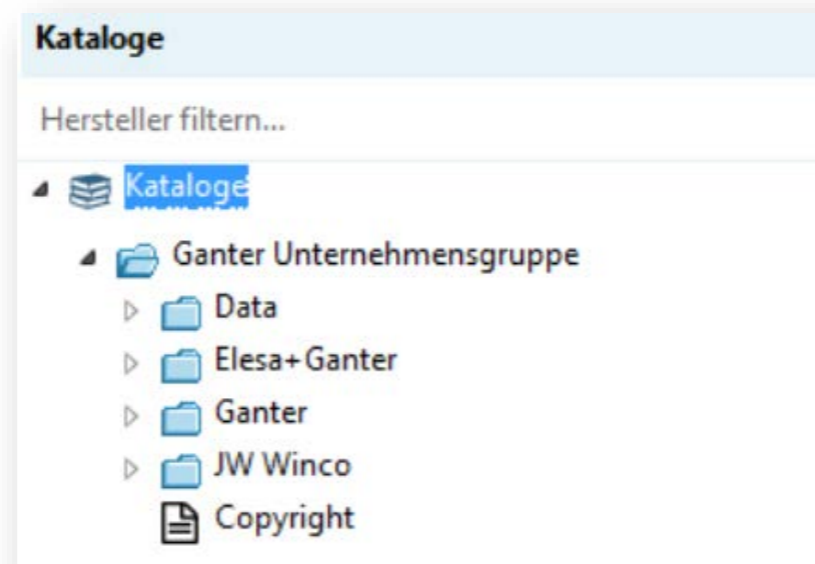 Kataloge
Hersteller filtern...
Kataloge
Ganter Unternehmensgruppe
Data
Elesa+Ganter
Ganter
JW Winco
Copyright